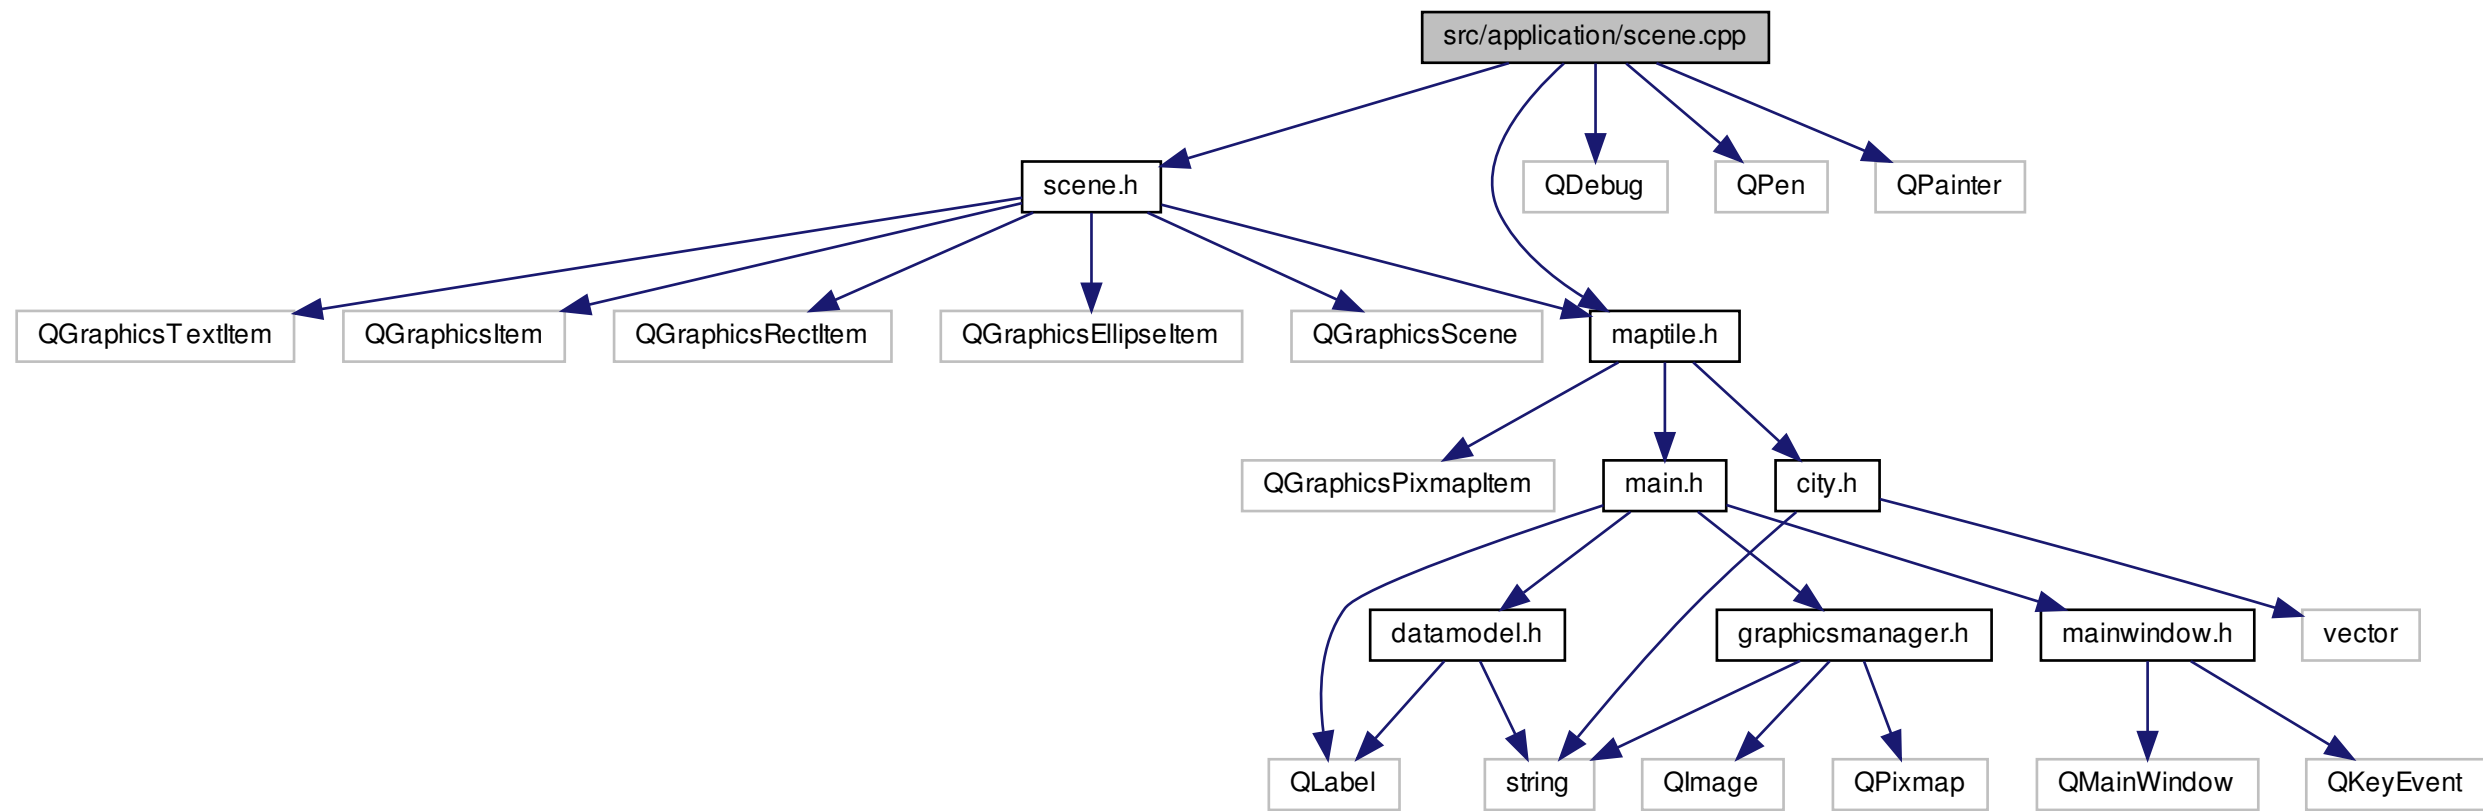 src/application/scene.cpp
scene.h
QDebug
QPen
QPainter
QGraphicsTextItem
QGraphicsItem
QGraphicsRectItem
QGraphicsEllipseItem
QGraphicsScene
maptile.h
QGraphicsPixmapItem
main.h
city.h
datamodel.h
graphicsmanager.h
mainwindow.h
vector
QLabel
string
QImage
QPixmap
QMainWindow
QKeyEvent